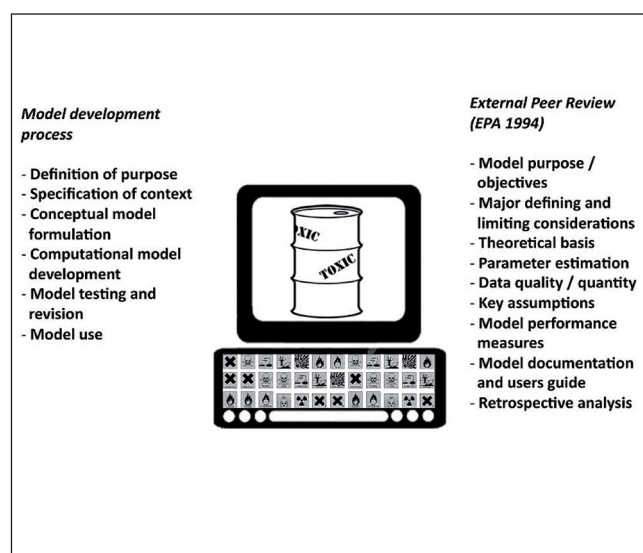 Model development
process
- Definition of purpose
- Specification of context
- Conceptual model
formulation
- Computational model
development
- Model testing and
revision
- Model use
OXIC
TOXIC
External Peer Review
(EPA 1994)
- Model purpose /
objectives
- Major defining and
limiting considerations
- Theoretical basis
- Parameter estimation
- Data quality / quantity
- Key assumptions
- Model performance
measures
- Model documentation
and users guide
- Retrospective analysis